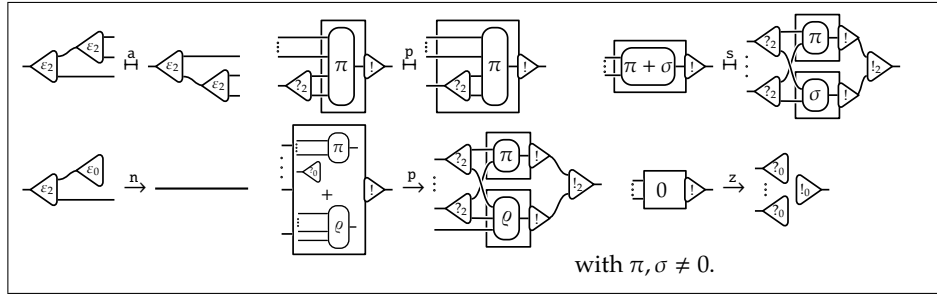 ε₂ ε₂ a ε₂ ε₂ ?₂ π ! p ?₂ π ! π + σ ! s ?₂ ?₂ π σ ! ! !₂
ε₂ ε₀ n π ?₀ + ϱ ! p ?₂ ?₂ π ϱ ! ! !₂ 0 ! z ?₀ ?₀ !₀
with π, σ ≠ 0.